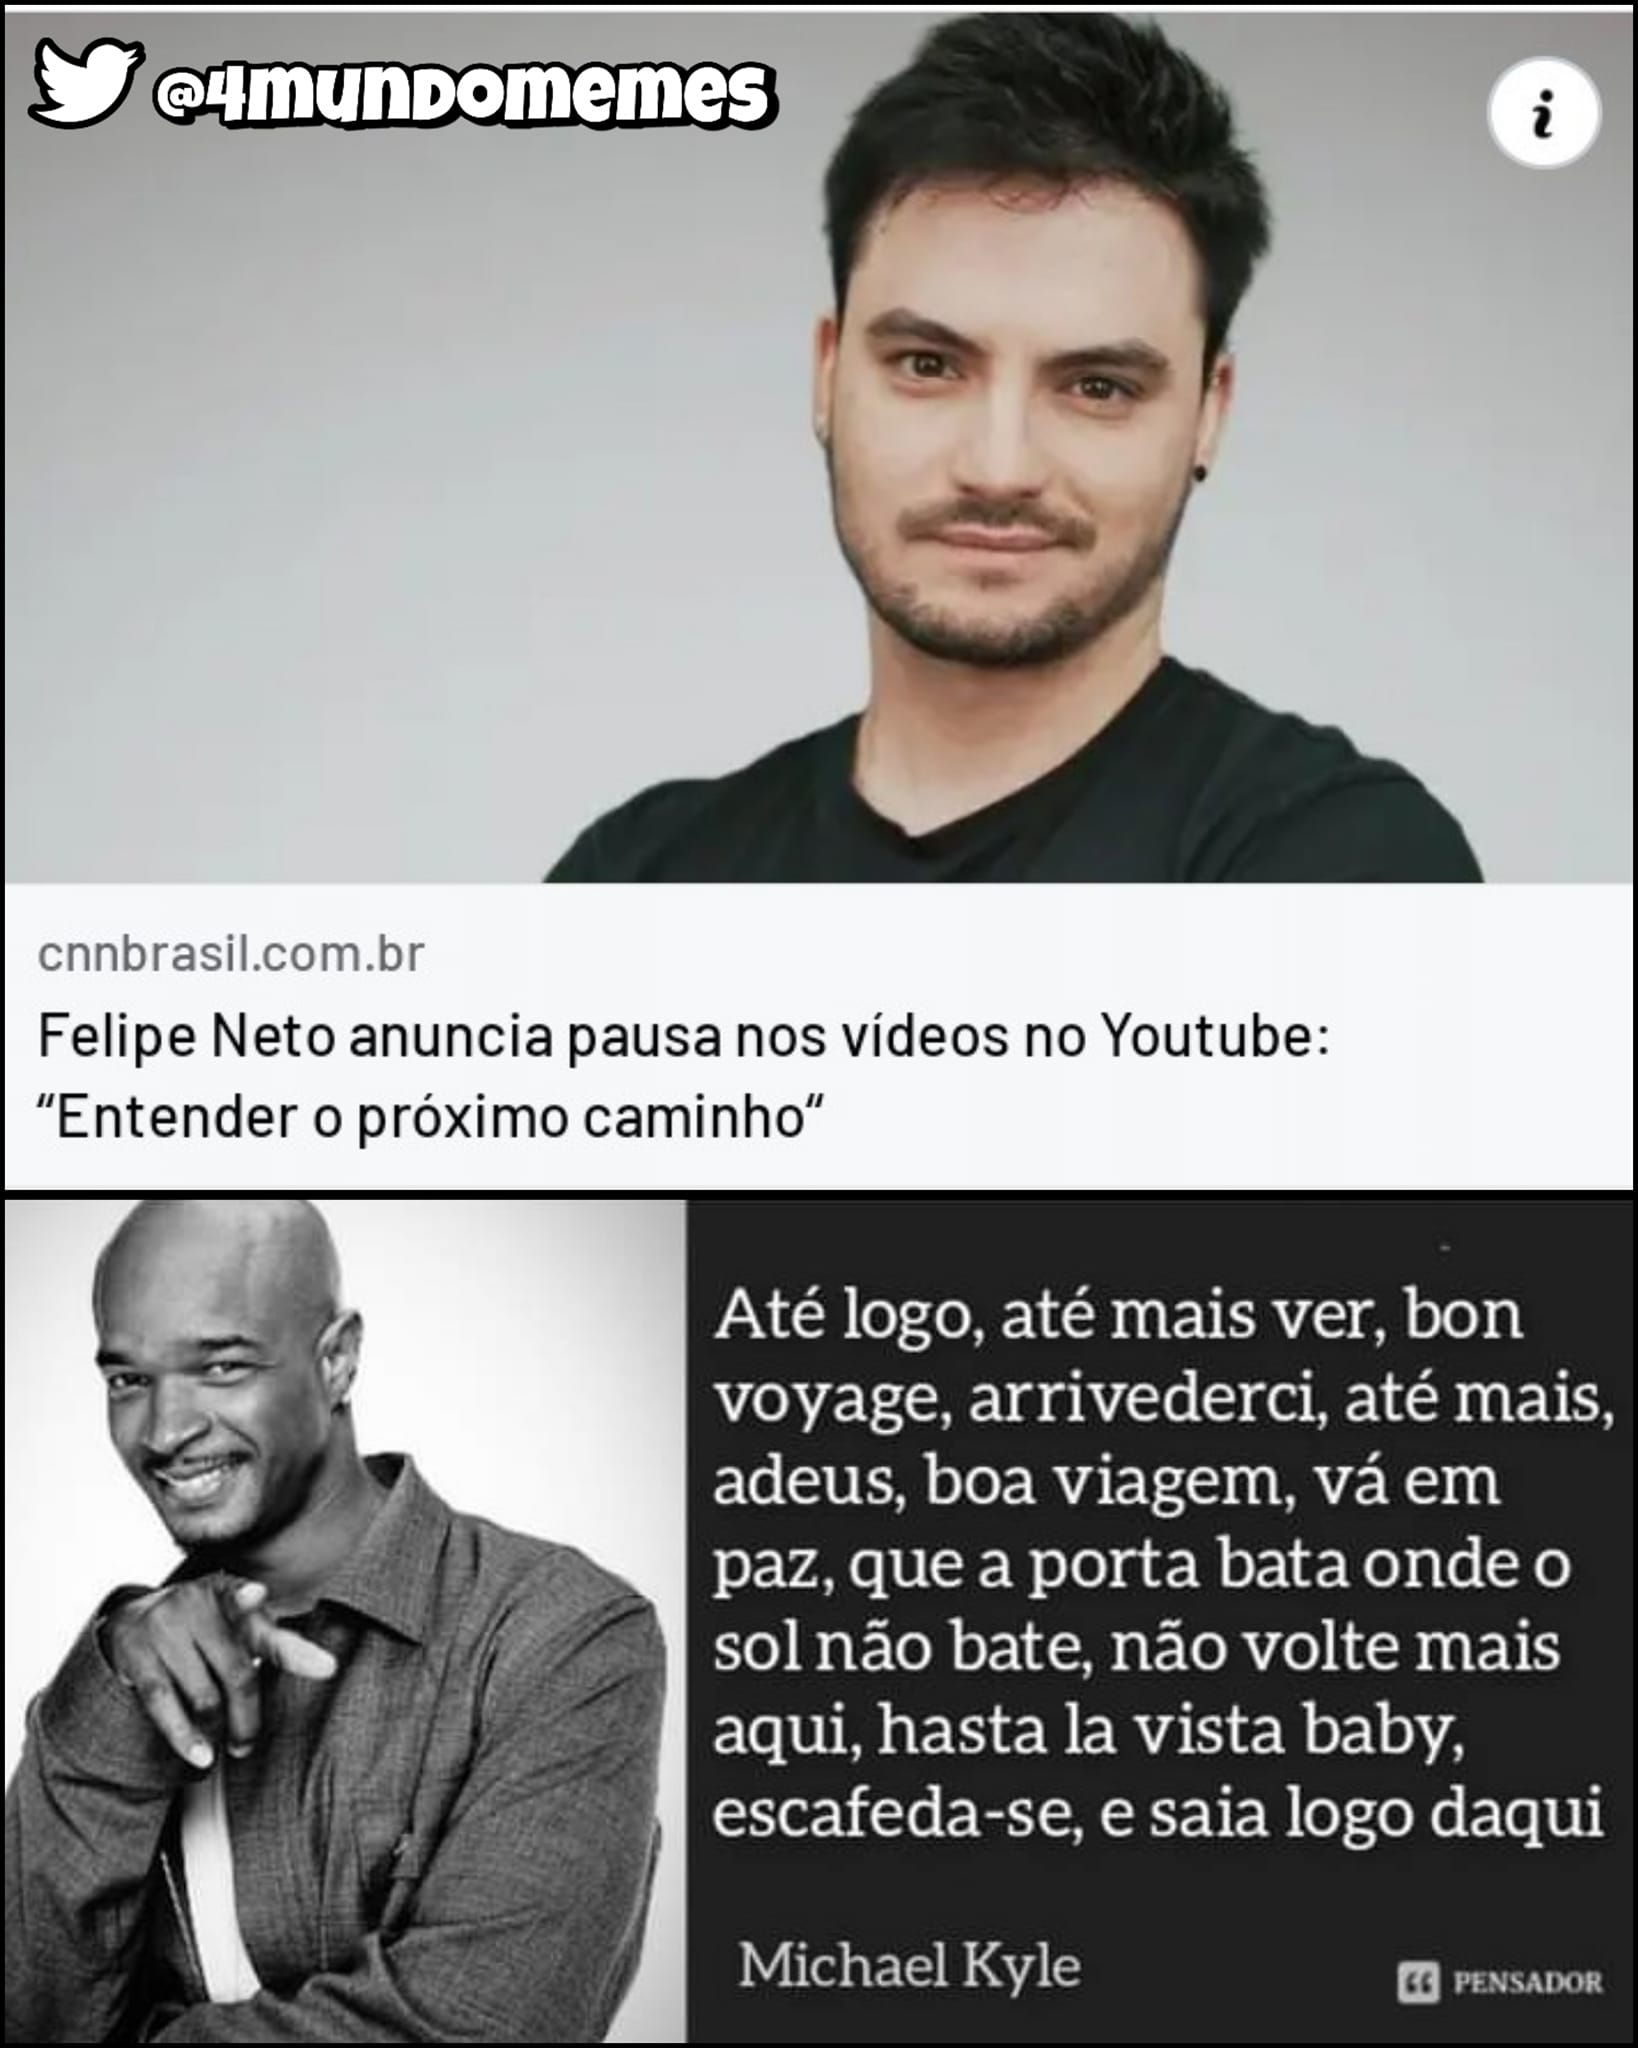 @4mundomemes
i
cnnbrasil.com.br
Felipe Neto anuncia pausa nos vídeos no Youtube:
“Entender o próximo caminho“
Até logo, até mais ver, bon
voyage, arrivederci, até mais,
adeus, boa viagem, vá em
paz, que a porta bata onde o
sol não bate, não volte mais
aqui, hasta la vista baby,
escafeda-se, e saia logo daqui
Michael Kyle
PENSADOR